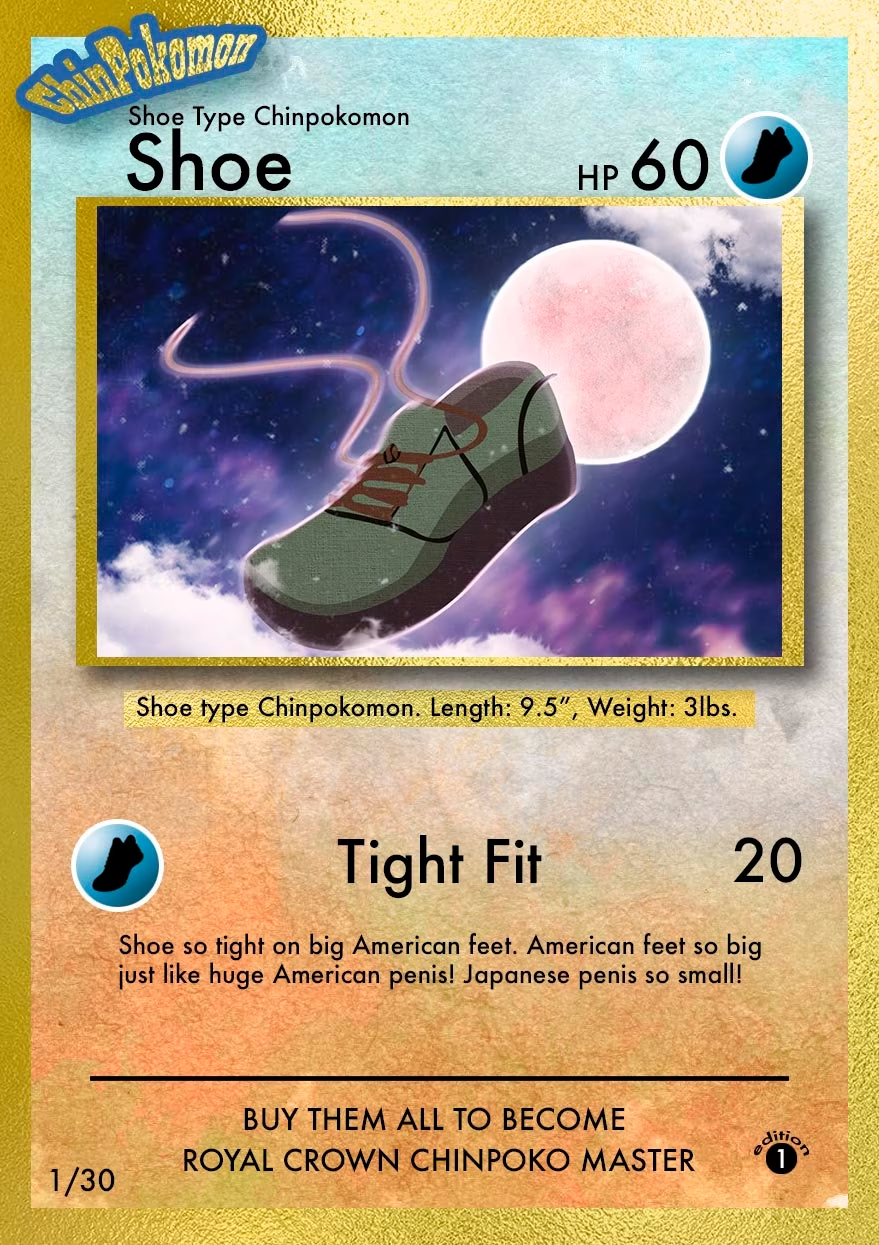 ChinPokomon
Shoe Type Chinpokomon
Shoe
HP 60
Shoe type Chinpokomon. Length: 9.5”, Weight: 3lbs.
Tight Fit 20
Shoe so tight on big American feet. American feet so big
just like huge American penis! Japanese penis so small!
BUY THEM ALL TO BECOME
ROYAL CROWN CHINPOKO MASTER
edition
1
1/30